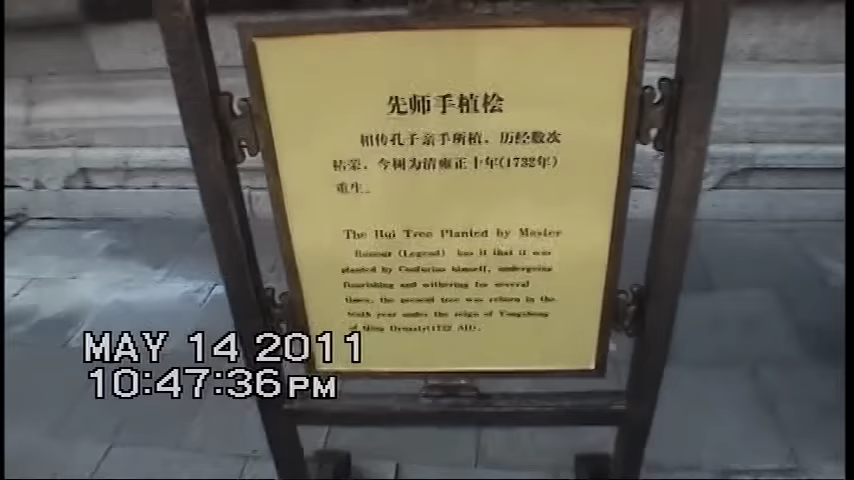 先师手植桧
相传孔子亲手所植。历经数次
枯荣。今树为清雍正十年(1732年)
重生。
The Hui Tree Planted by Master
Rumour (Legend) has it that it was
planted by Confucius himself, undergoing
flourishing and withering for several
times, the present tree was reborn in the
tenth year under the reign of Yongzheng
of Qing Dynasty(1732 AD).
MAY 14 2011
10:47:36PM